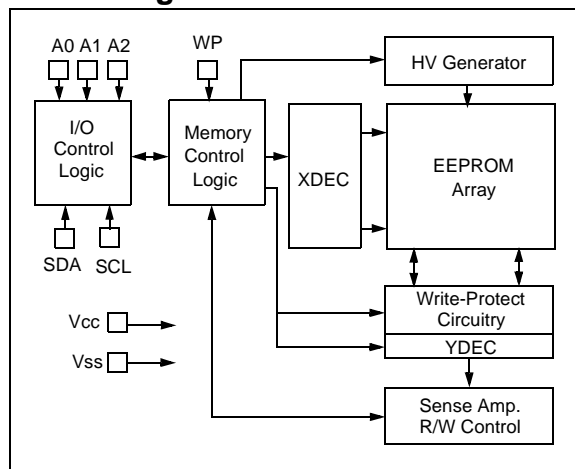 A0 A1 A2
WP
HV Generator
I/O
Control
Logic
Memory
Control
Logic
XDEC
EEPROM
Array
SDA
SCL
Write-Protect
Circuitry
YDEC
Vcc
Vss
Sense Amp.
R/W Control